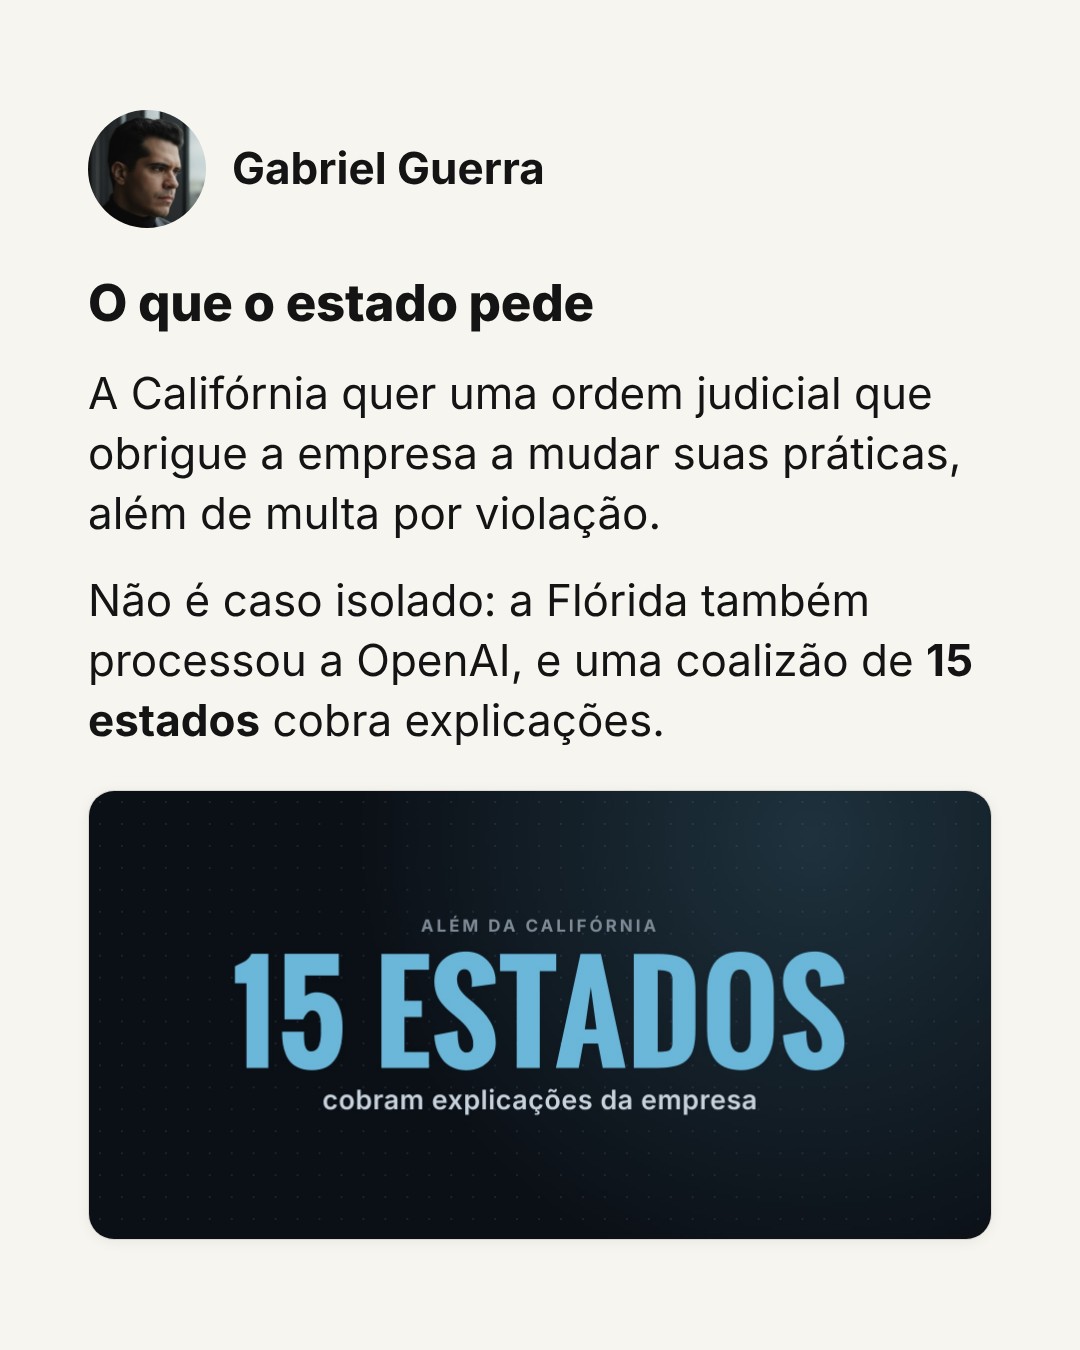 Gabriel Guerra
O que o estado pede
A Califórnia quer uma ordem judicial que
obrigue a empresa a mudar suas práticas,
além de multa por violação.
Não é caso isolado: a Flórida também
processou a OpenAI, e uma coalizão de 15
estados cobra explicações.
ALÉM DA CALIFÓRNIA
15 ESTADOS
cobram explicações da empresa